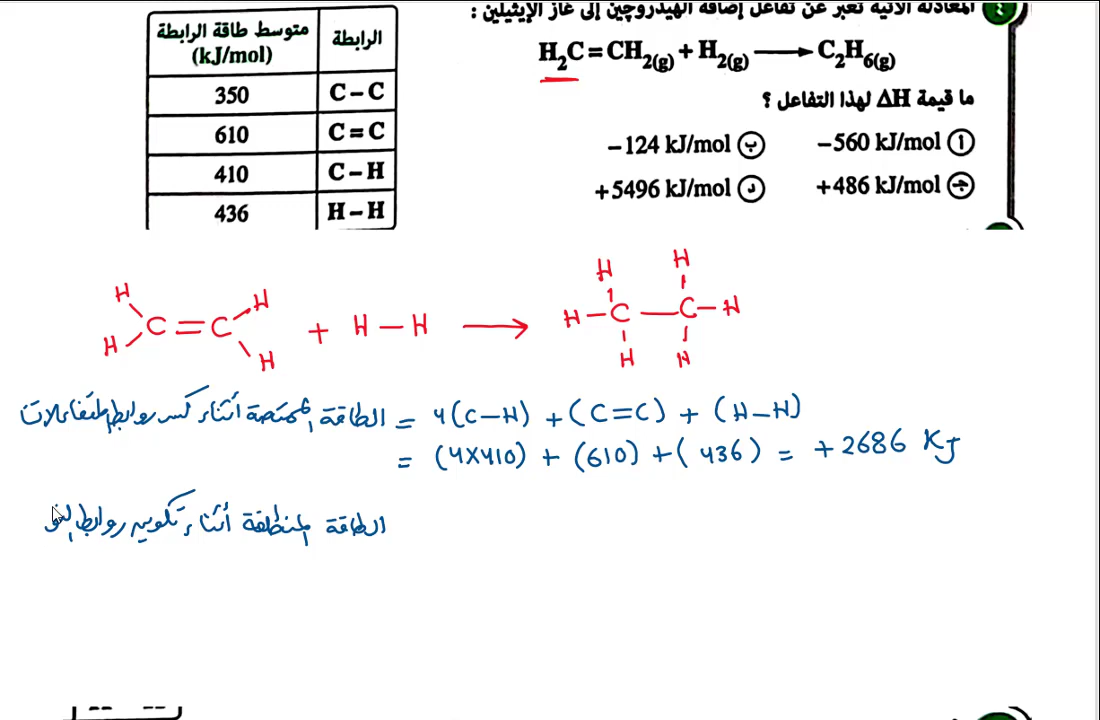 ٤ المعادلة الآتية تعبر عن تفاعل إضافة الهيدروچين إلى غاز الإيثيلين :
H₂C=CH₂(g) + H₂(g) ⟶ C₂H₆(g)
ما قيمة ΔH لهذا التفاعل ؟
أ −560 kJ/mol
ب −124 kJ/mol
جـ +486 kJ/mol
د +5496 kJ/mol
الرابطة متوسط طاقة الرابطة (kJ/mol)
C−C 350
C=C 610
C−H 410
H−H 436
H H H H
H C=C H + H−H ⟶ H−C−C−H
H H H
الطاقة الممتصة أثناء كسر روابط المتفاعلات = 4(C−H) + (C=C) + (H−H)
= (4×410) + (610) + (436) = +2686 KJ
الطاقة المنطلقة أثناء تكوين روابط